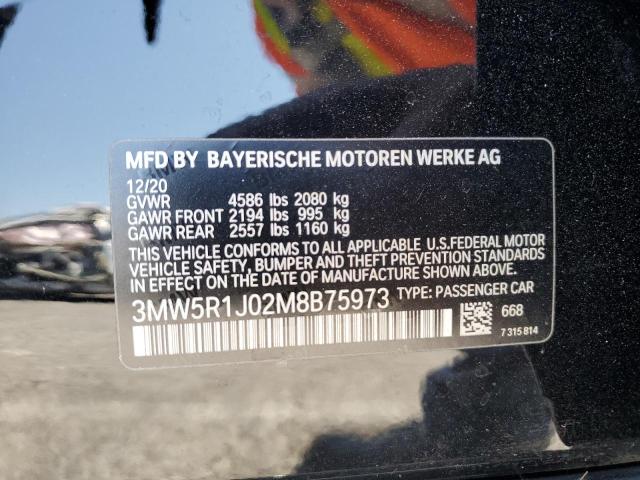 MFD BY BAYERISCHE MOTOREN WERKE AG
12/20
GVWR 4586 lbs 2080 kg
GAWR FRONT 2194 lbs 995 kg
GAWR REAR 2557 lbs 1160 kg
THIS VEHICLE CONFORMS TO ALL APPLICABLE U.S.FEDERAL MOTOR
VEHICLE SAFETY, BUMPER, AND THEFT PREVENTION STANDARDS
IN EFFECT ON THE DATE OF MANUFACTURE SHOWN ABOVE.
3MW5R1J02M8B75973 TYPE: PASSENGER CAR
668
7 315 814